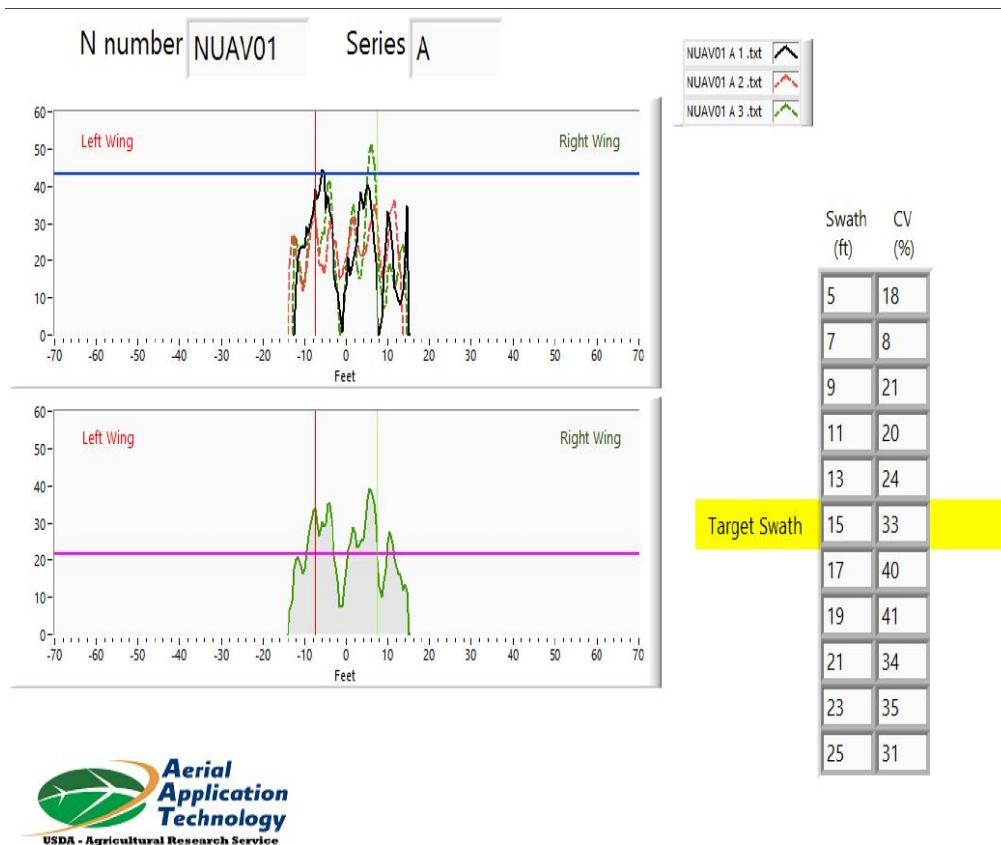 N number NUAV01 Series A
NUAV01 A 1 .txt
NUAV01 A 2 .txt
NUAV01 A 3 .txt
60
50
40
30
20
10
0
Left Wing Right Wing
-70 -60 -50 -40 -30 -20 -10 0 10 20 30 40 50 60 70
Feet
60
50
40
30
20
10
0
Left Wing Right Wing
-70 -60 -50 -40 -30 -20 -10 0 10 20 30 40 50 60 70
Feet
Swath CV
(ft) (%)
5 18
7 8
9 21
11 20
13 24
Target Swath 15 33
17 40
19 41
21 34
23 35
25 31
Aerial
Application
Technology
USDA - Agricultural Research Service